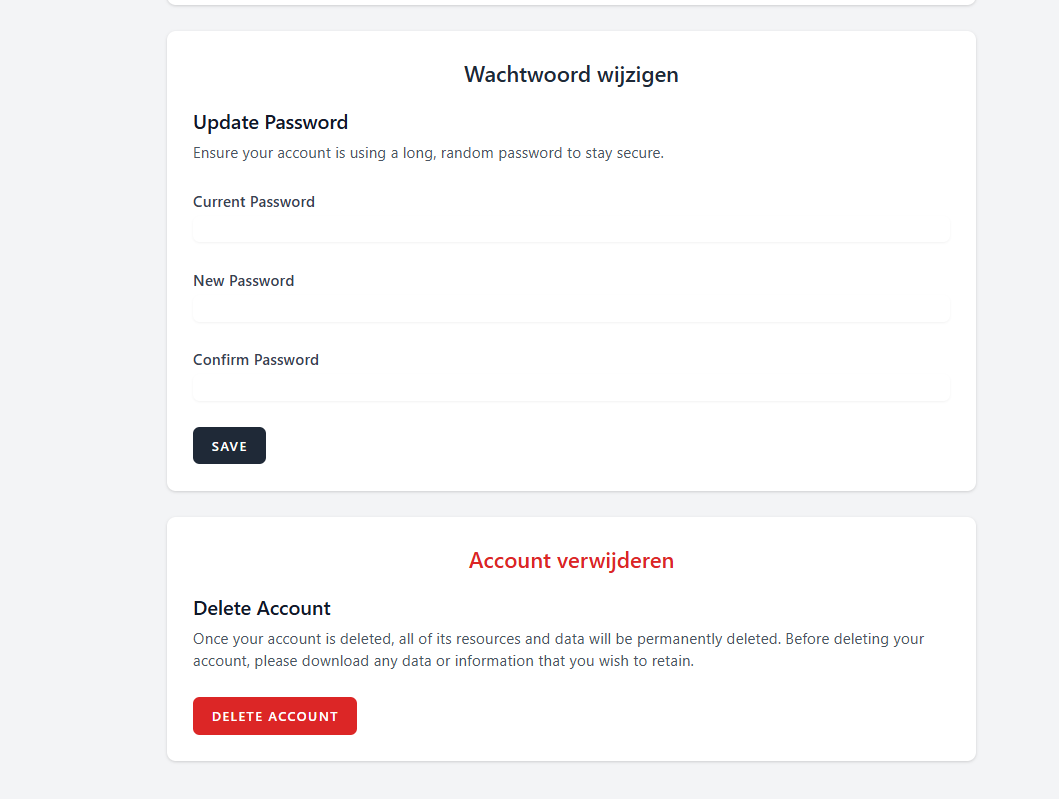 Wachtwoord wijzigen
Update Password
Ensure your account is using a long, random password to stay secure.
Current Password
New Password
Confirm Password
SAVE
Account verwijderen
Delete Account
Once your account is deleted, all of its resources and data will be permanently deleted. Before deleting your
account, please download any data or information that you wish to retain.
DELETE ACCOUNT